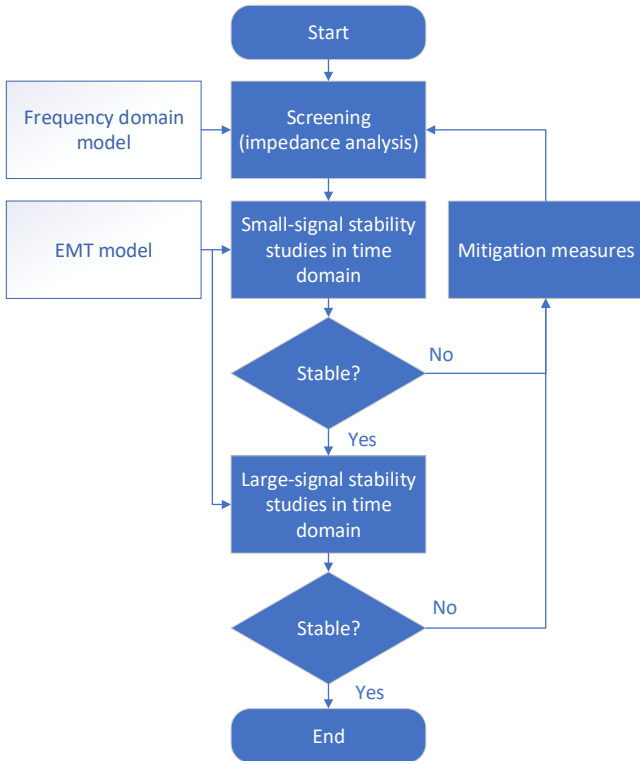 Start
Frequency domain
model
Screening
(impedance analysis)
EMT model
Small-signal stability
studies in time
domain
Mitigation measures
Stable?
No
Yes
Large-signal stability
studies in time
domain
Stable?
No
Yes
End